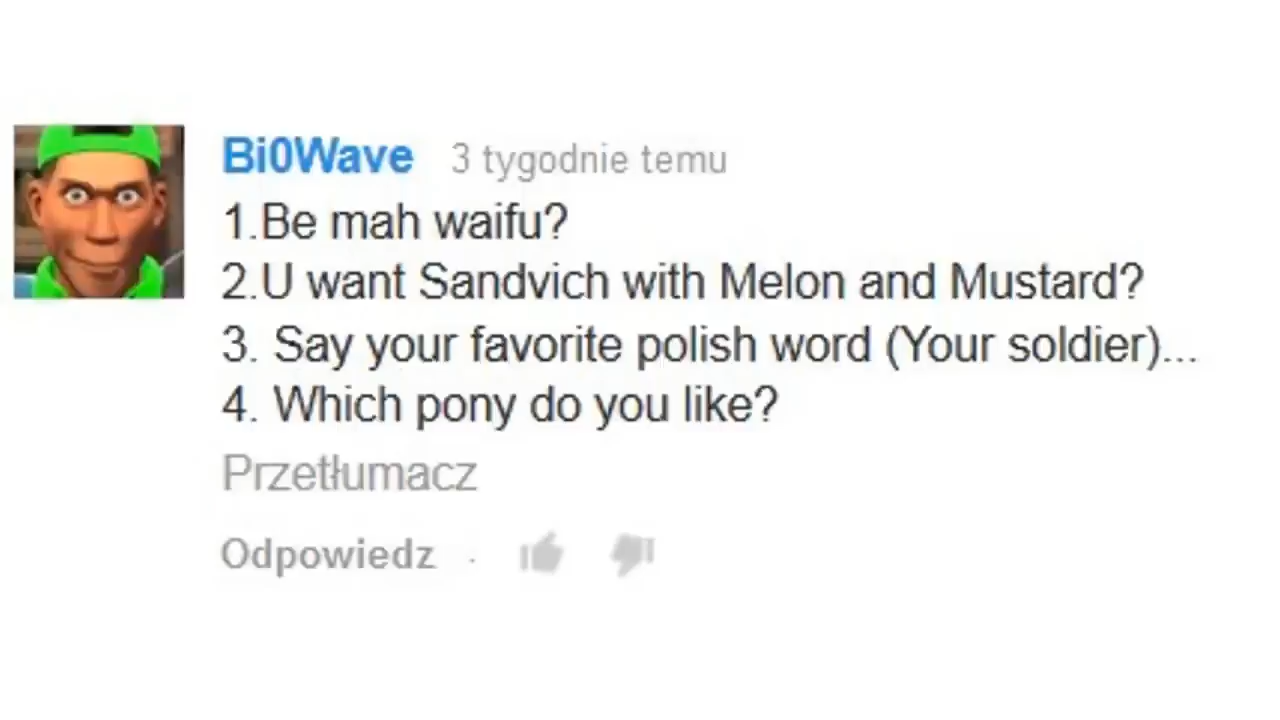 Bi0Wave 3 tygodnie temu
1.Be mah waifu?
2.U want Sandvich with Melon and Mustard?
3. Say your favorite polish word (Your soldier)...
4. Which pony do you like?
Przetłumacz
Odpowiedz ·